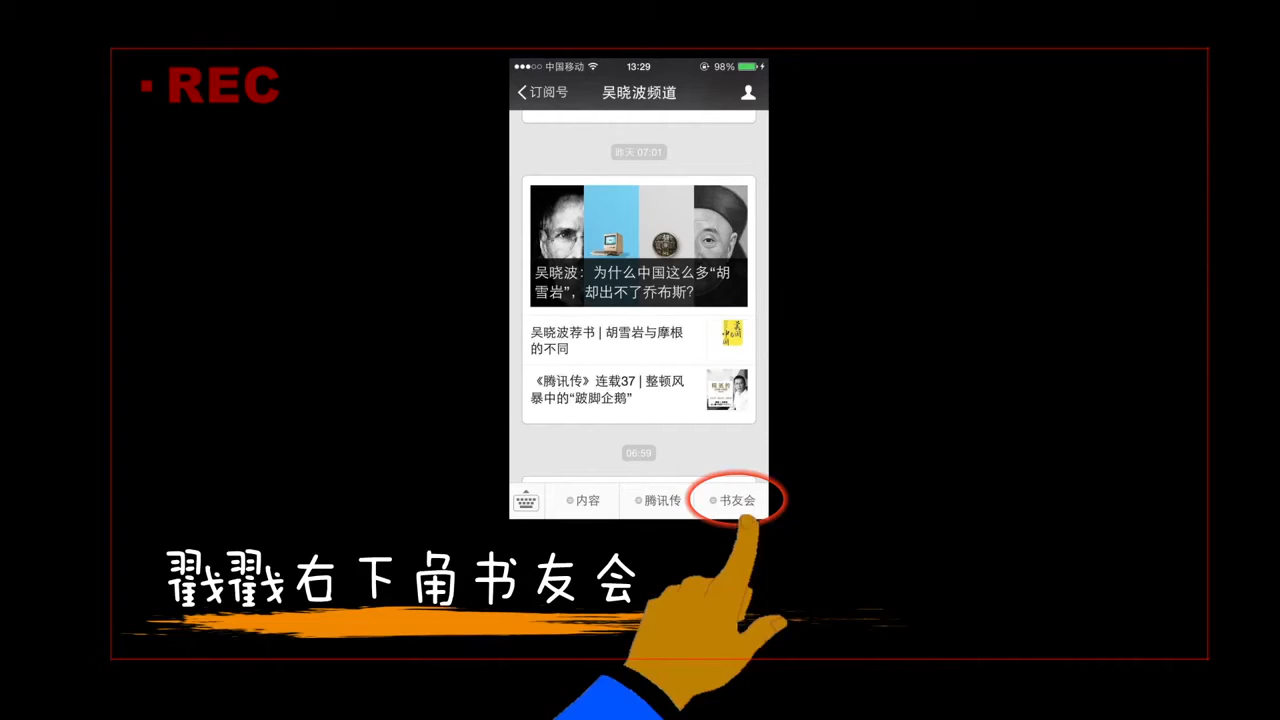 REC
中国移动 13:29 98%
订阅号 吴晓波频道
昨天 07:01
吴晓波：为什么中国这么多“胡
雪岩”，却出不了乔布斯？
吴晓波荐书 | 胡雪岩与摩根
的不同
《腾讯传》连载37 | 整顿风
暴中的“跛脚企鹅”
06:59
内容 腾讯传 书友会
戳戳右下角书友会